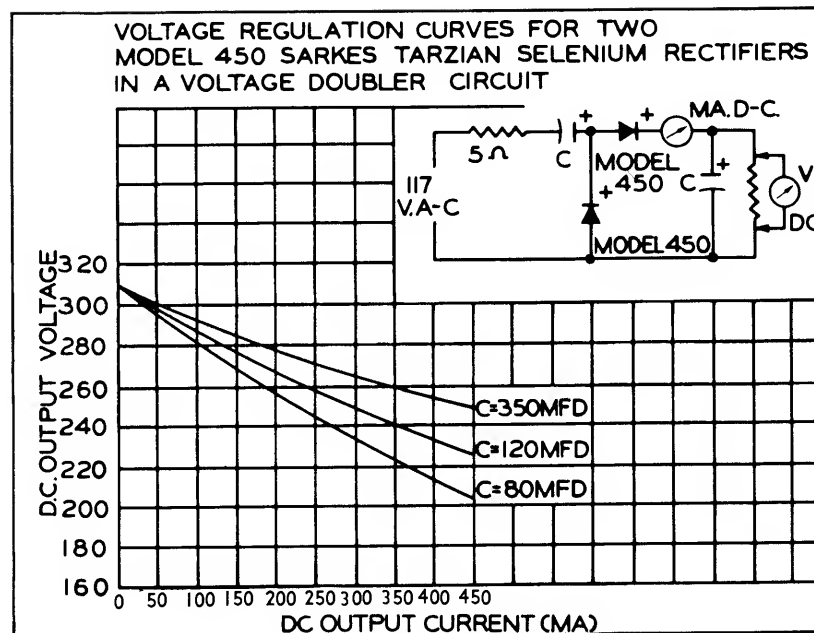 VOLTAGE REGULATION CURVES FOR TWO
MODEL 450 SARKES TARZIAN SELENIUM RECTIFIERS
IN A VOLTAGE DOUBLER CIRCUIT
MA. D-C.
5Ω
C
MODEL
450
C
V
DC
117
V.A-C
MODEL 450
D.C. OUTPUT VOLTAGE
320
300
280
260
240
220
200
180
160
C=350MFD
C=120MFD
C=80MFD
0 50 100 150 200 250 300 350 400 450
DC OUTPUT CURRENT (MA)